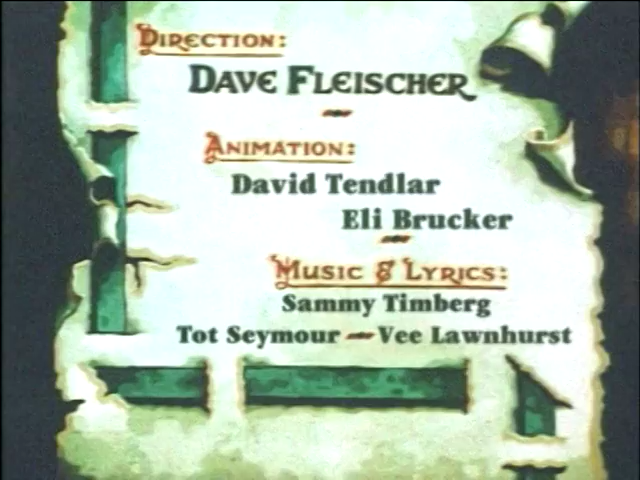 Direction:
Dave Fleischer
Animation:
David Tendlar
Eli Brucker
Music & Lyrics:
Sammy Timberg
Tot Seymour — Vee Lawnhurst